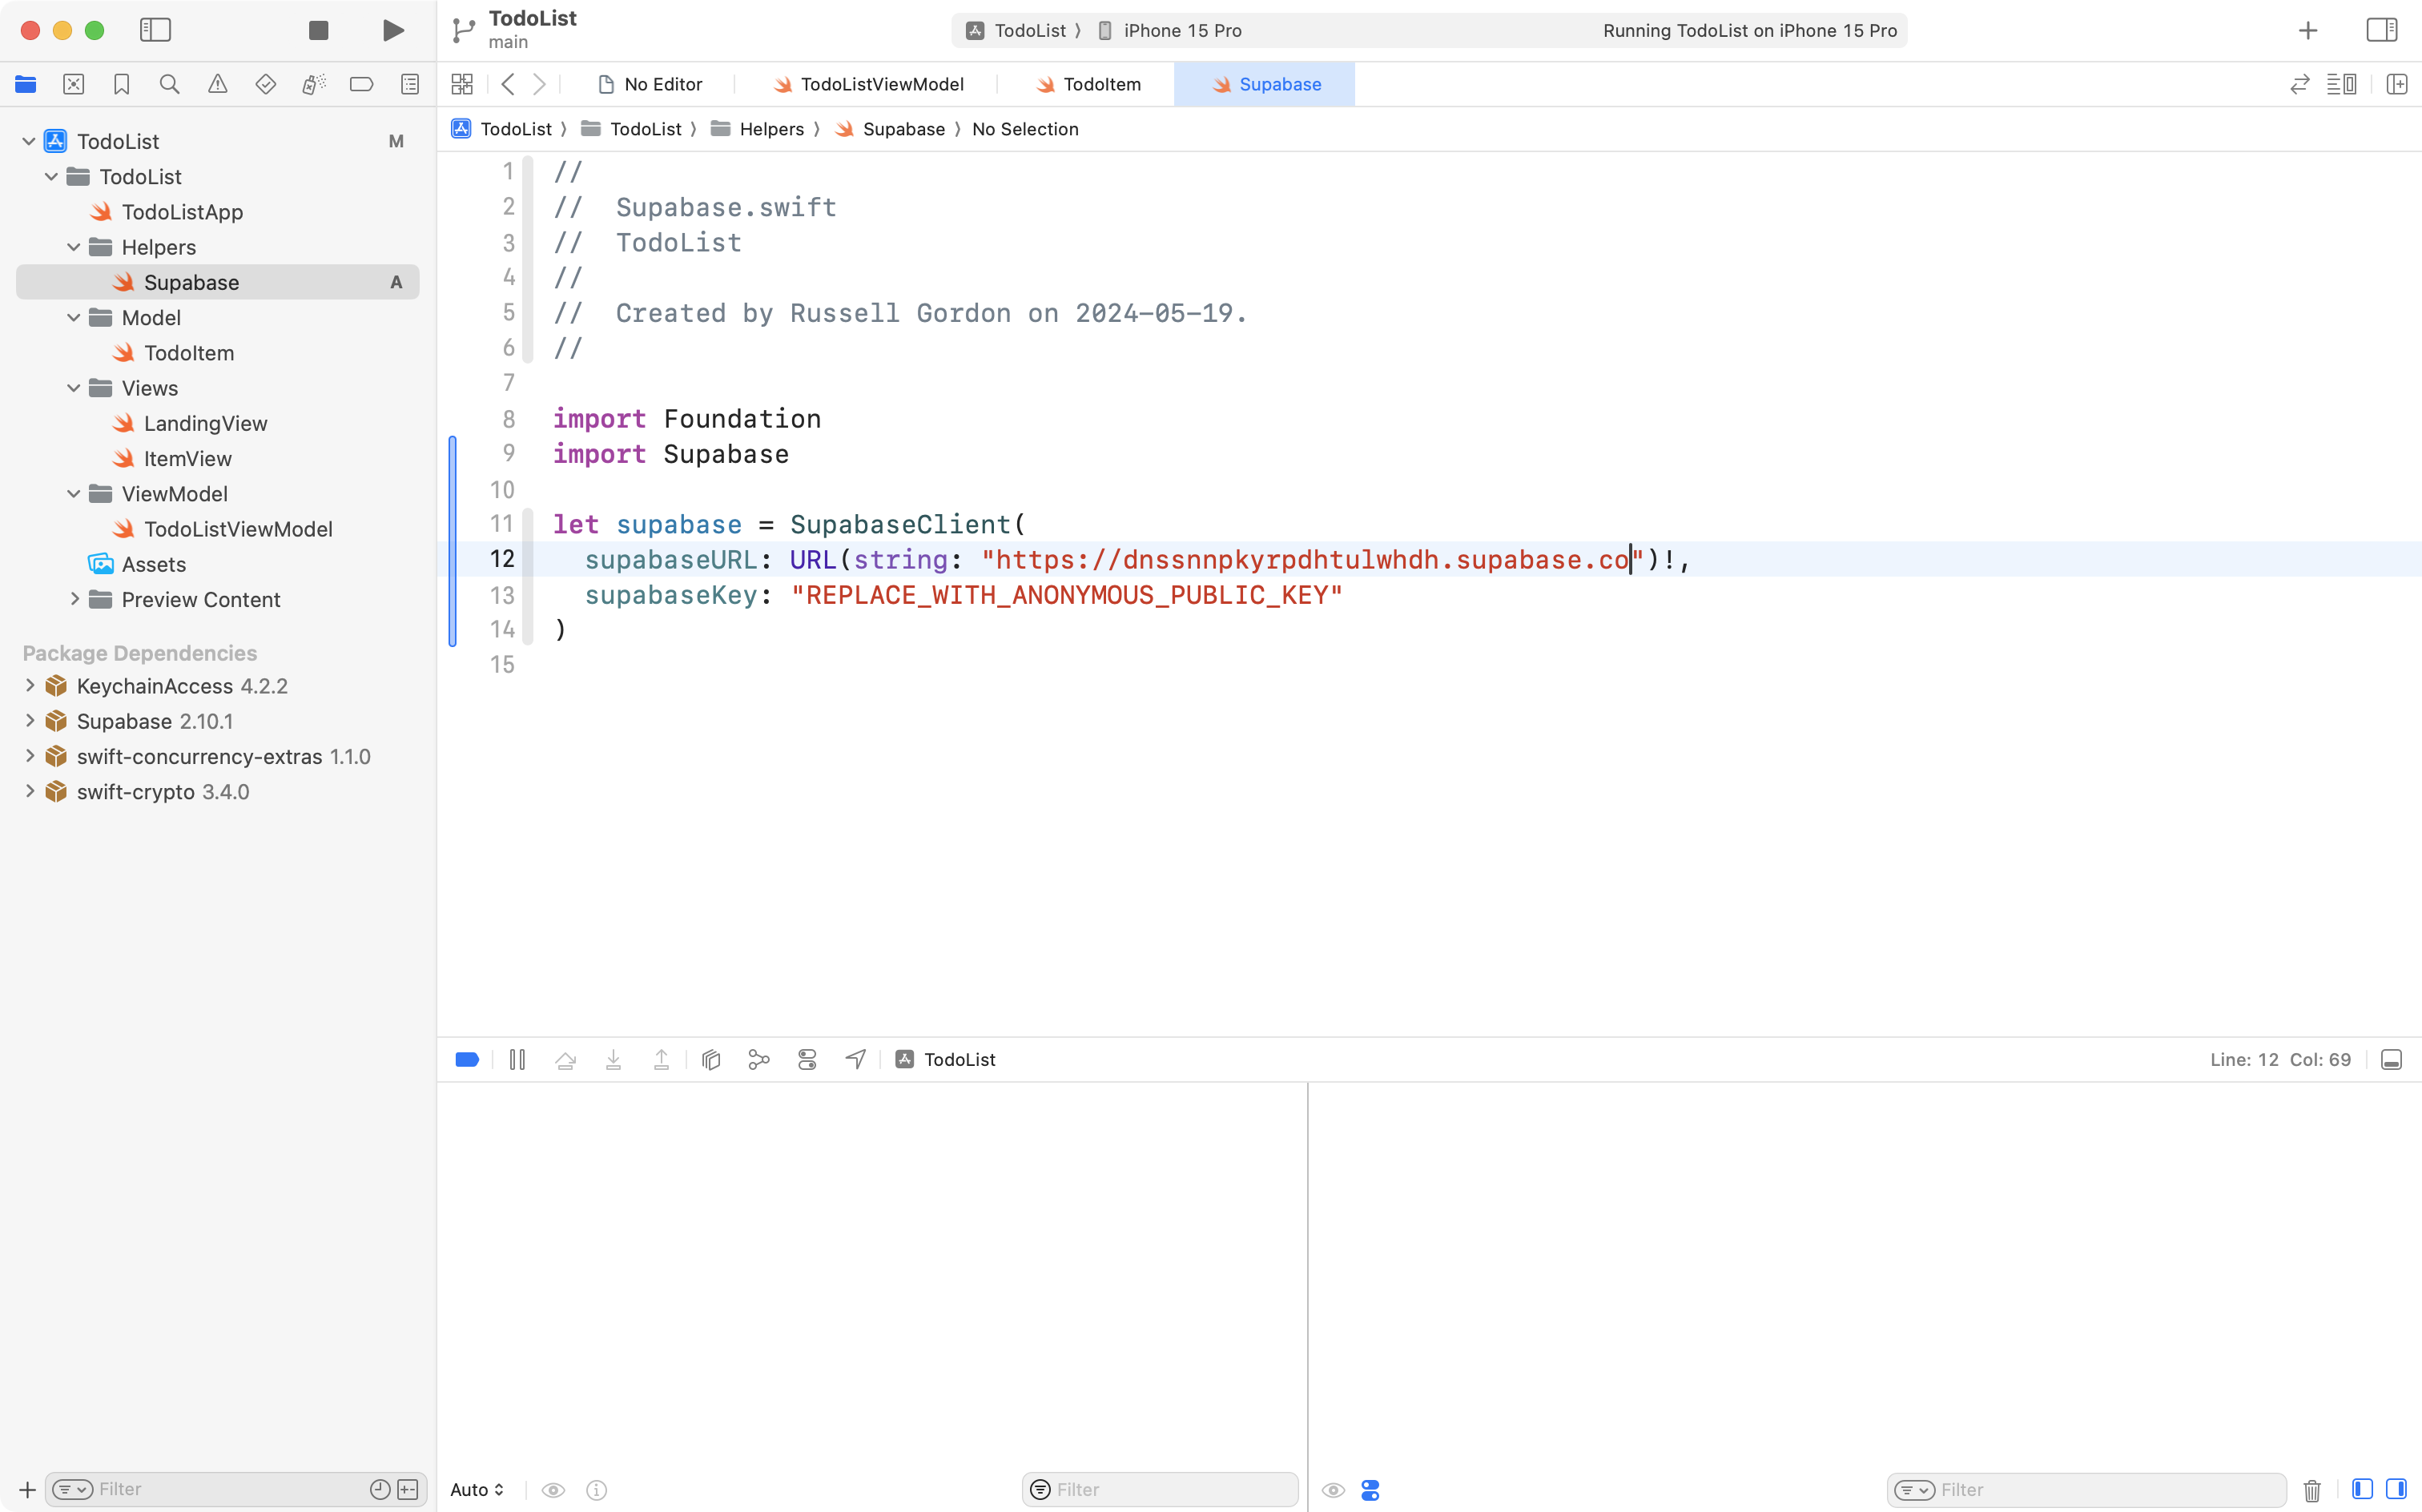 TodoList
main
TodoList 〉 iPhone 15 Pro
Running TodoList on iPhone 15 Pro
No Editor
TodoListViewModel
TodoItem
Supabase
TodoList 〉 TodoList 〉 Helpers 〉 Supabase 〉 No Selection
TodoList M
TodoList
TodoListApp
Helpers
Supabase A
Model
TodoItem
Views
LandingView
ItemView
ViewModel
TodoListViewModel
Assets
Preview Content
Package Dependencies
KeychainAccess 4.2.2
Supabase 2.10.1
swift-concurrency-extras 1.1.0
swift-crypto 3.4.0
Filter
1 //
2 //  Supabase.swift
3 //  TodoList
4 //
5 //  Created by Russell Gordon on 2024-05-19.
6 //
7
8 import Foundation
9 import Supabase
10
11 let supabase = SupabaseClient(
12   supabaseURL: URL(string: "https://dnssnnpkyrpdhtulwhdh.supabase.co")!,
13   supabaseKey: "REPLACE_WITH_ANONYMOUS_PUBLIC_KEY"
14 )
15
TodoList
Line: 12 Col: 69
Auto
Filter
Filter